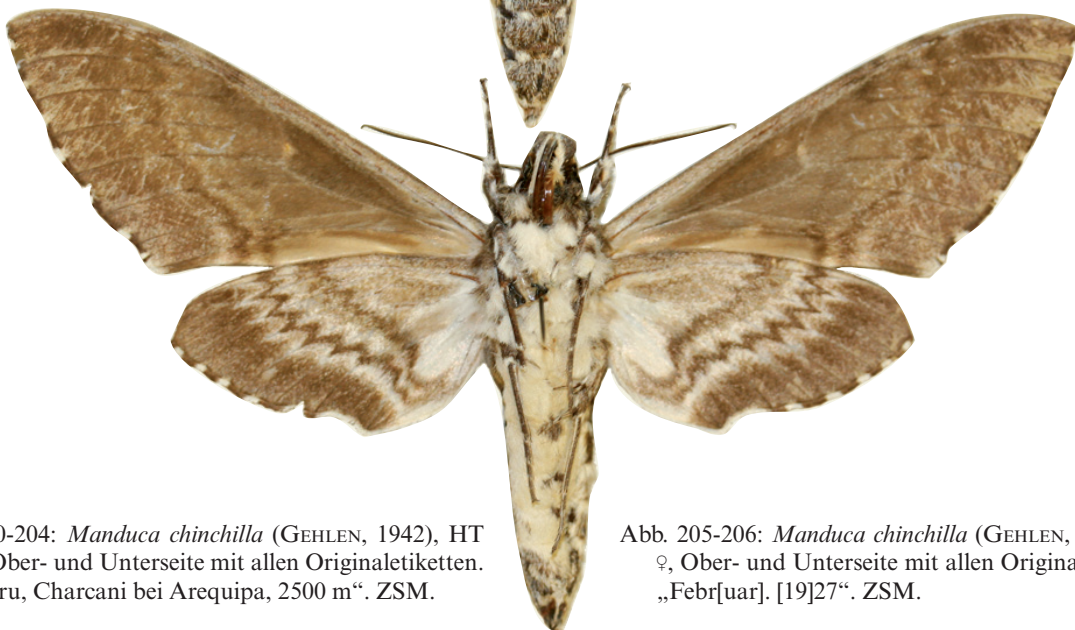 0-204: Manduca chinchilla (GEHLEN, 1942), HT
Ober- und Unterseite mit allen Originaletiketten.
ru, Charcani bei Arequipa, 2500 m“. ZSM.
Abb. 205-206: Manduca chinchilla (GEHLEN,
♀, Ober- und Unterseite mit allen Origina
„Febr[uar]. [19]27“. ZSM.